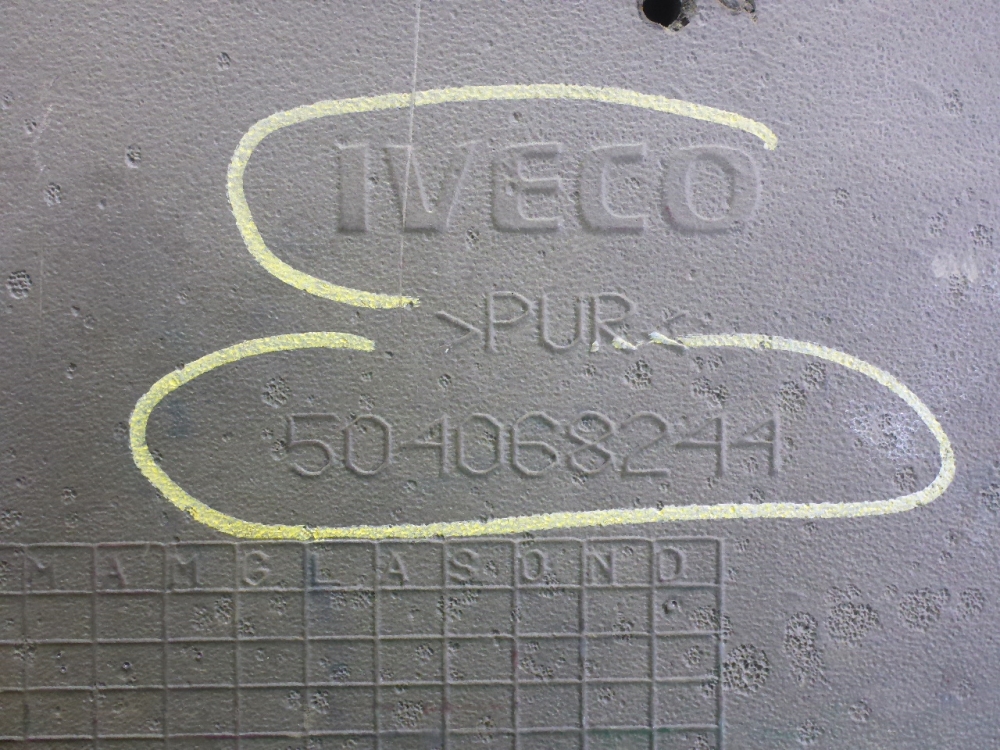 IVECO
>PUR<
504068244
M A M G L A S O N D